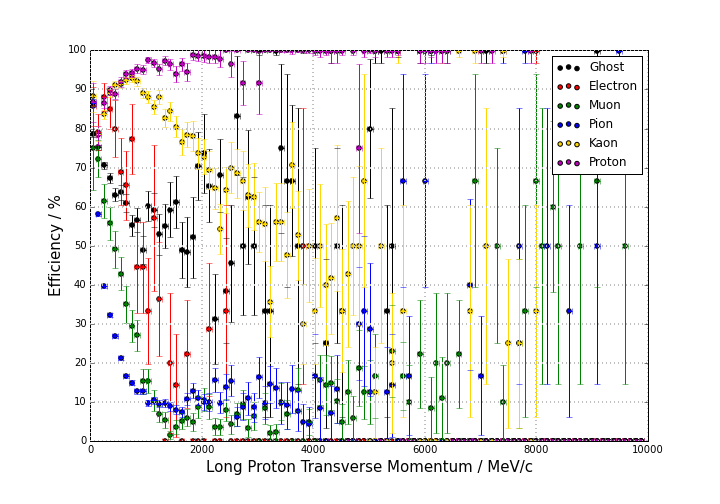 100
90
80
70
60
50
40
30
20
10
0
Efficiency / %
Ghost
Electron
Muon
Pion
Kaon
Proton
0 2000 4000 6000 8000 10000
Long Proton Transverse Momentum / MeV/c